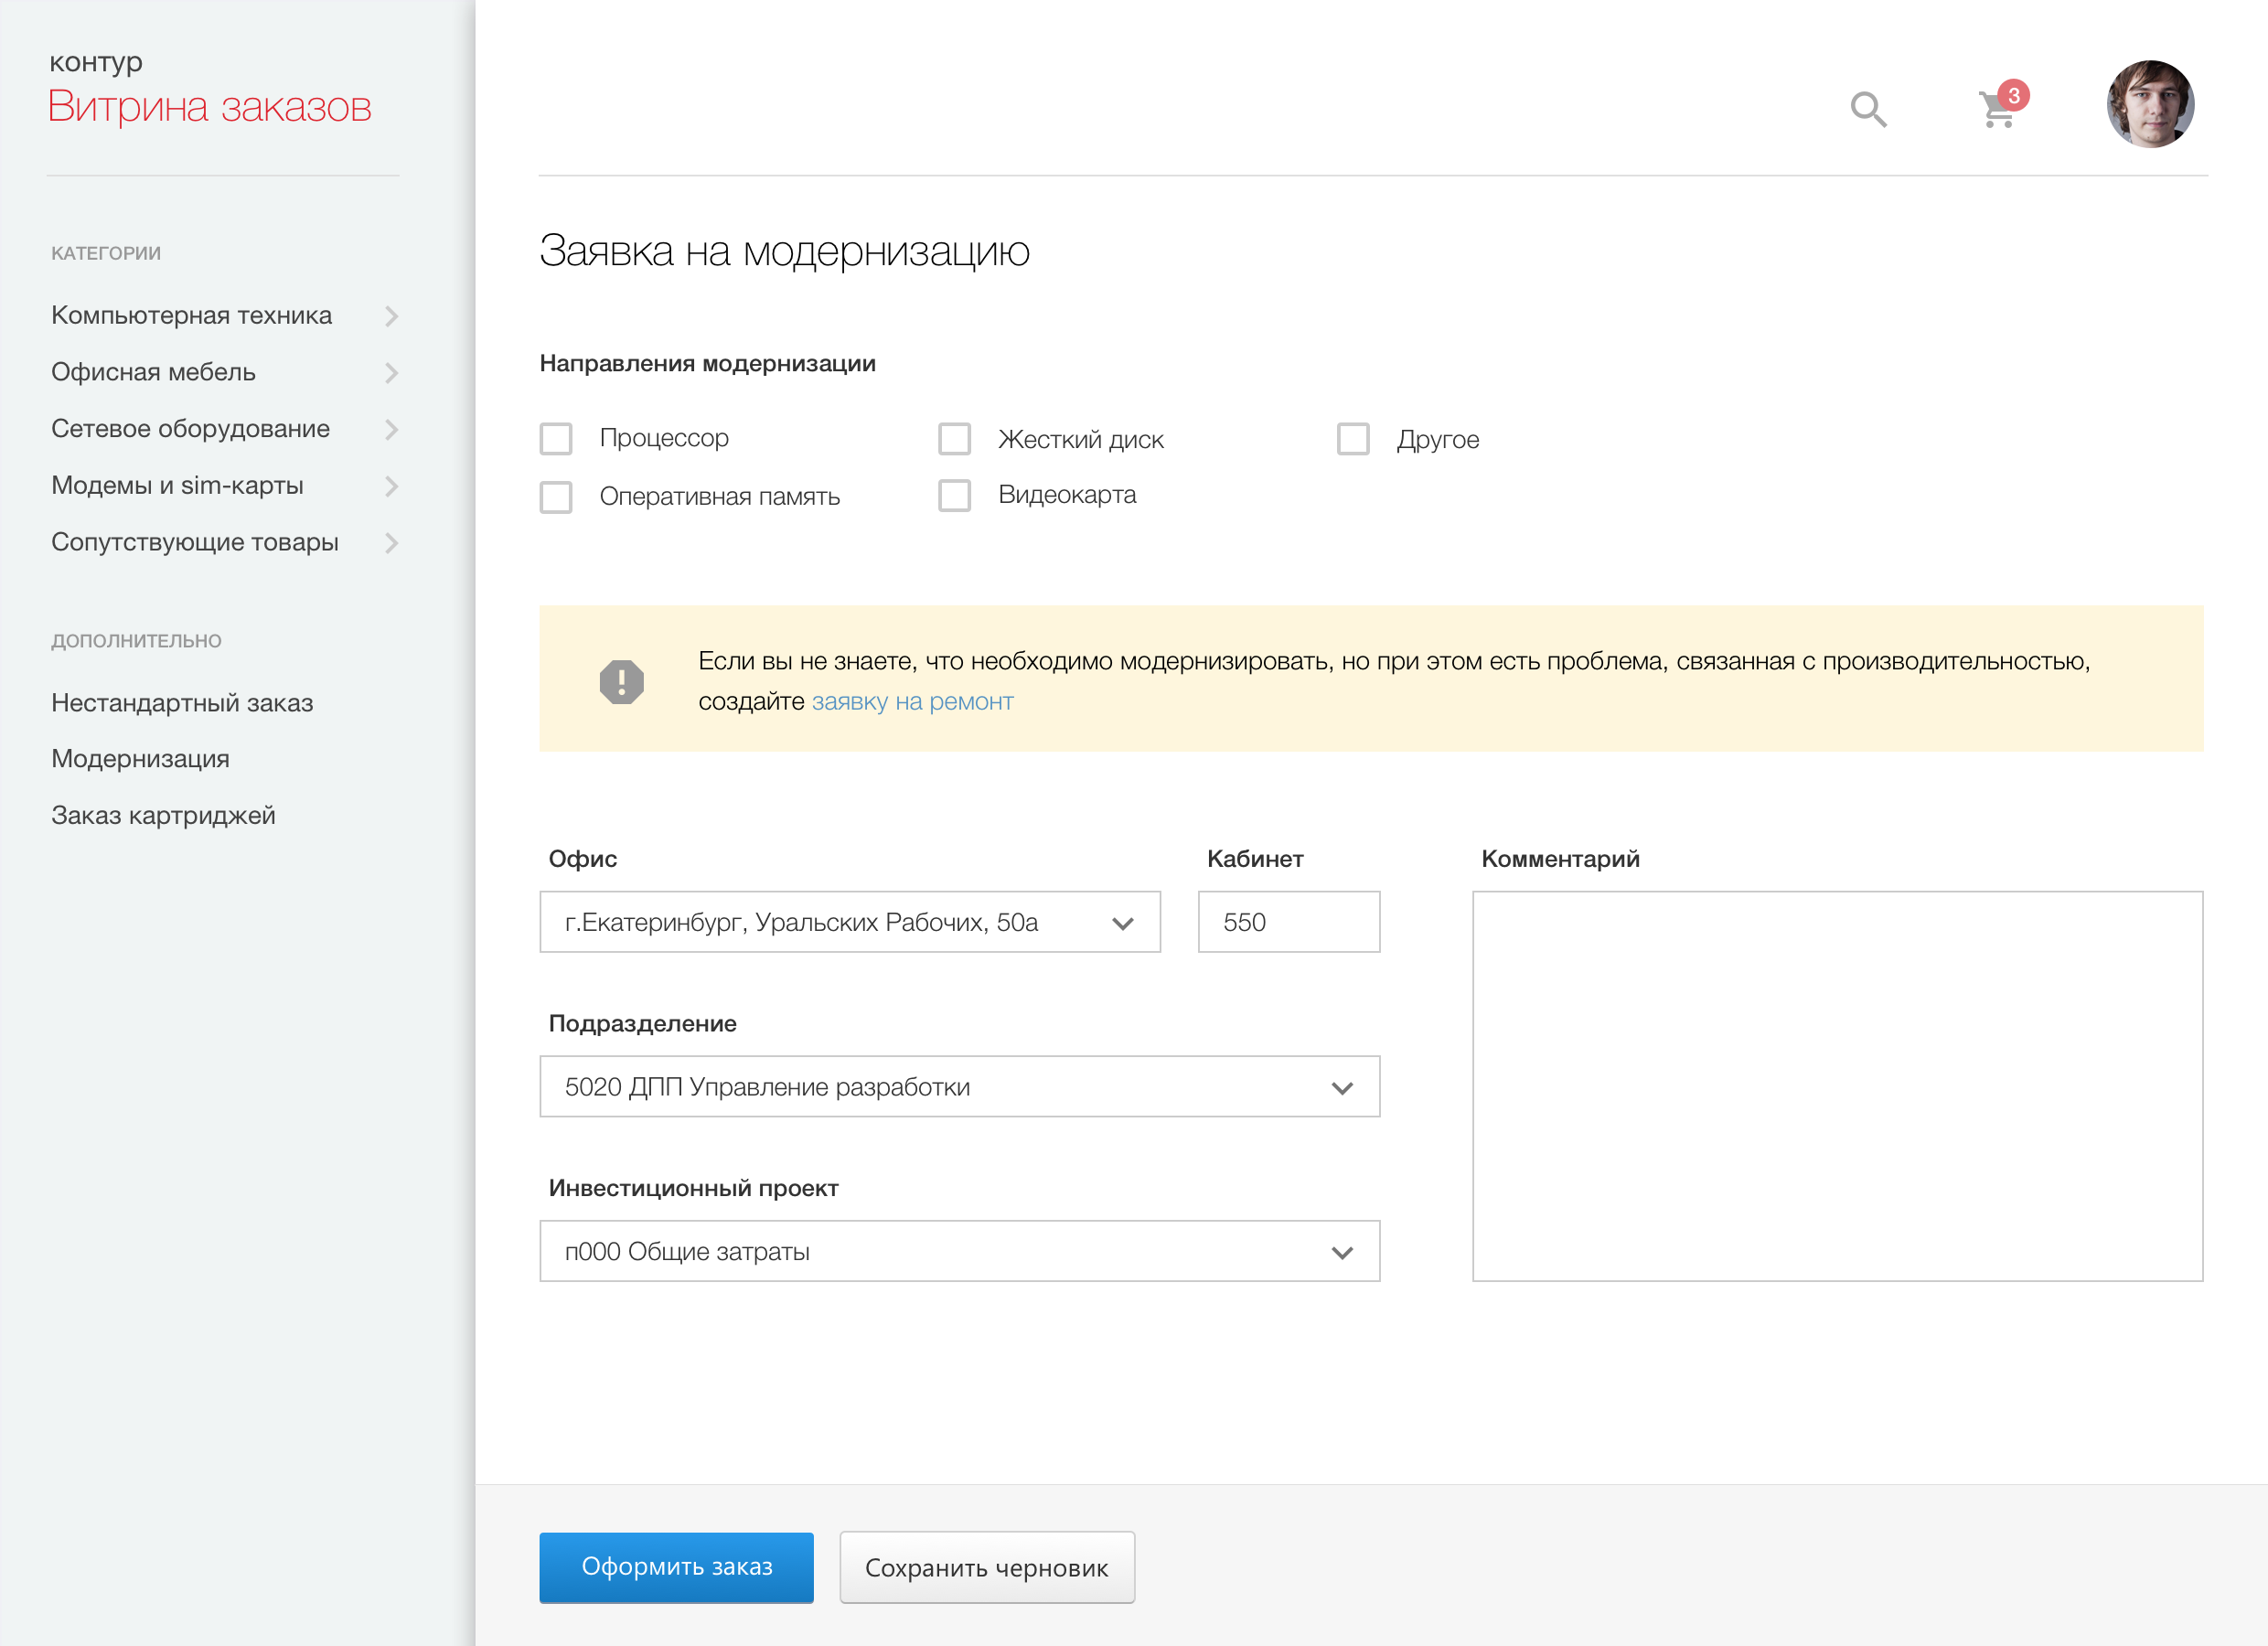 контур
Витрина заказов
3
КАТЕГОРИИ
Компьютерная техника
Офисная мебель
Сетевое оборудование
Модемы и sim-карты
Сопутствующие товары
ДОПОЛНИТЕЛЬНО
Нестандартный заказ
Модернизация
Заказ картриджей
Заявка на модернизацию
Направления модернизации
Процессор
Жесткий диск
Другое
Оперативная память
Видеокарта
Если вы не знаете, что необходимо модернизировать, но при этом есть проблема, связанная с производительностью,
создайте заявку на ремонт
Офис
Кабинет
Комментарий
г.Екатеринбург, Уральских Рабочих, 50а
550
Подразделение
5020 ДПП Управление разработки
Инвестиционный проект
п000 Общие затраты
Оформить заказ
Сохранить черновик